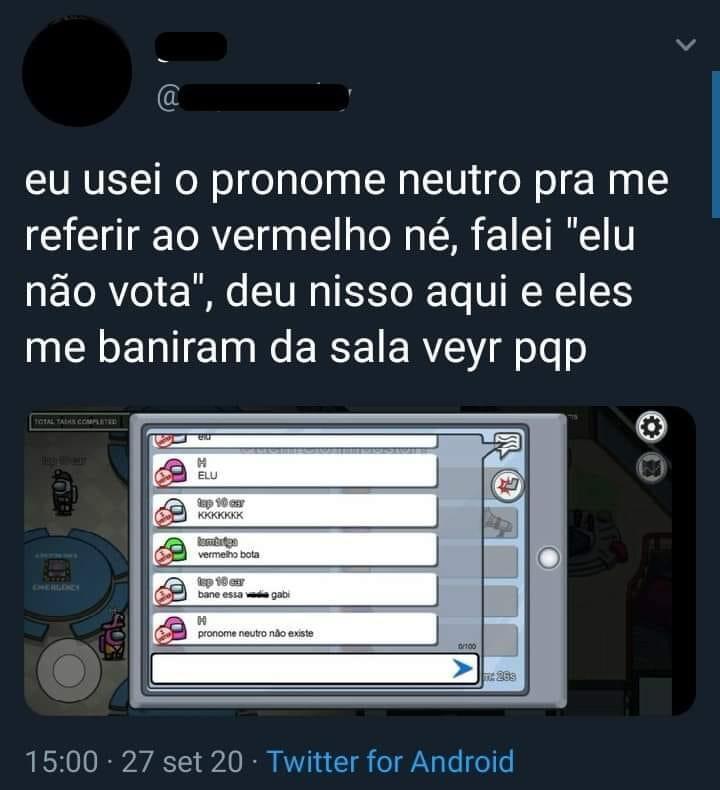 @
eu usei o pronome neutro pra me
referir ao vermelho né, falei "elu
não vota", deu nisso aqui e eles
me baniram da sala veyr pqp
TOTAL TASKS COMPLETED
elu
H
ELU
top 10 car
KKKKKKK
lombriga
vermelho bota
top 10 car
bane essa gabi
H
pronome neutro não existe
0/100
26s
EMERGENCY
15:00 · 27 set 20 · Twitter for Android